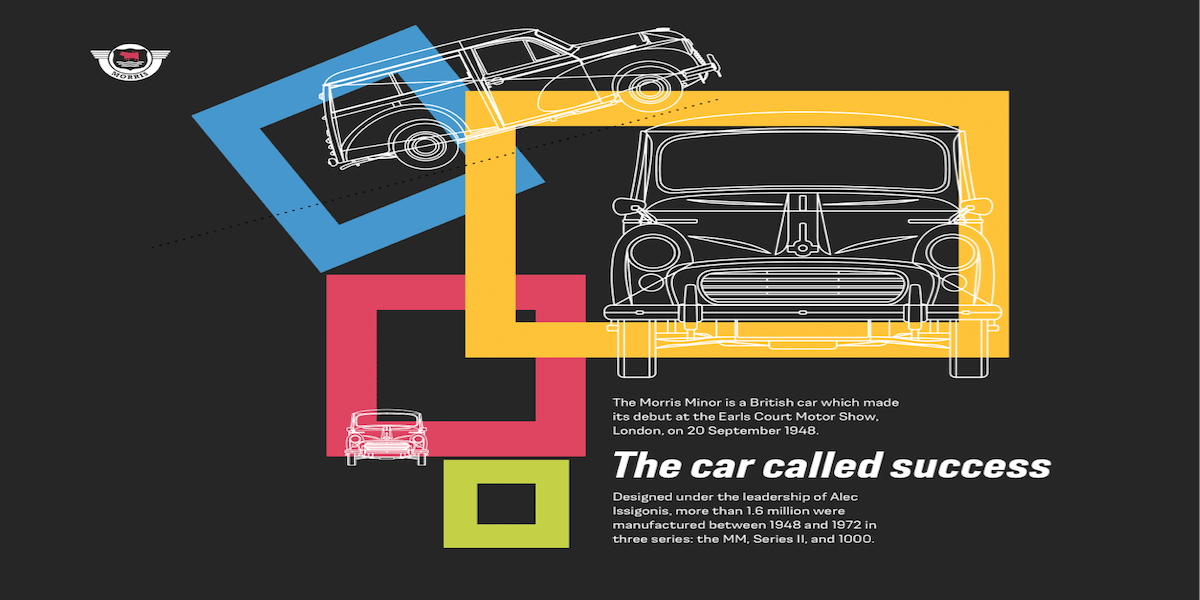 MORRIS
The Morris Minor is a British car which made
its debut at the Earls Court Motor Show,
London, on 20 September 1948.
The car called success
Designed under the leadership of Alec
Issigonis, more than 1.6 million were
manufactured between 1948 and 1972 in
three series: the MM, Series II, and 1000.